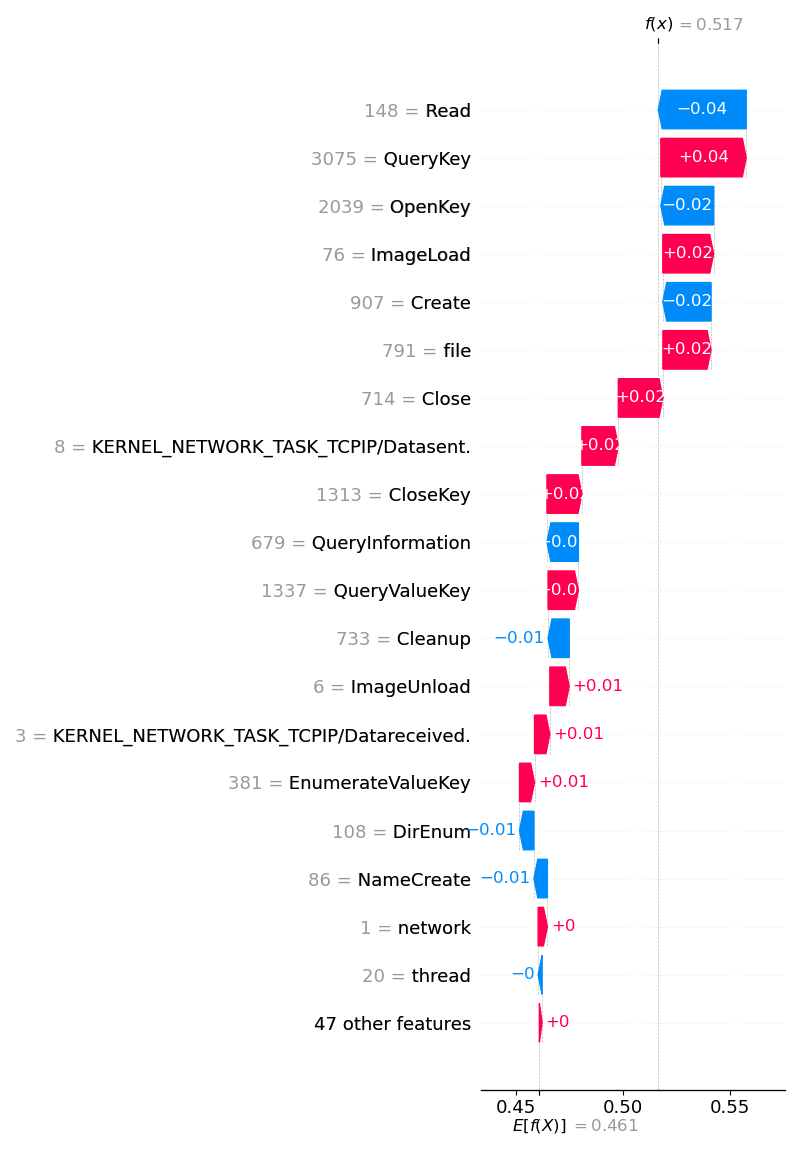 f(x) = 0.517
148 = Read −0.04
3075 = QueryKey +0.04
2039 = OpenKey −0.02
76 = ImageLoad +0.02
907 = Create −0.02
791 = file +0.02
714 = Close +0.02
8 = KERNEL_NETWORK_TASK_TCPIP/Datasent. +0.02
1313 = CloseKey +0.02
679 = QueryInformation
1337 = QueryValueKey
733 = Cleanup −0.01
6 = ImageUnload +0.01
3 = KERNEL_NETWORK_TASK_TCPIP/Datareceived. +0.01
381 = EnumerateValueKey +0.01
108 = DirEnum −0.01
86 = NameCreate −0.01
1 = network +0
20 = thread −0
47 other features +0
0.45 0.50 0.55
E[f(X)] = 0.461